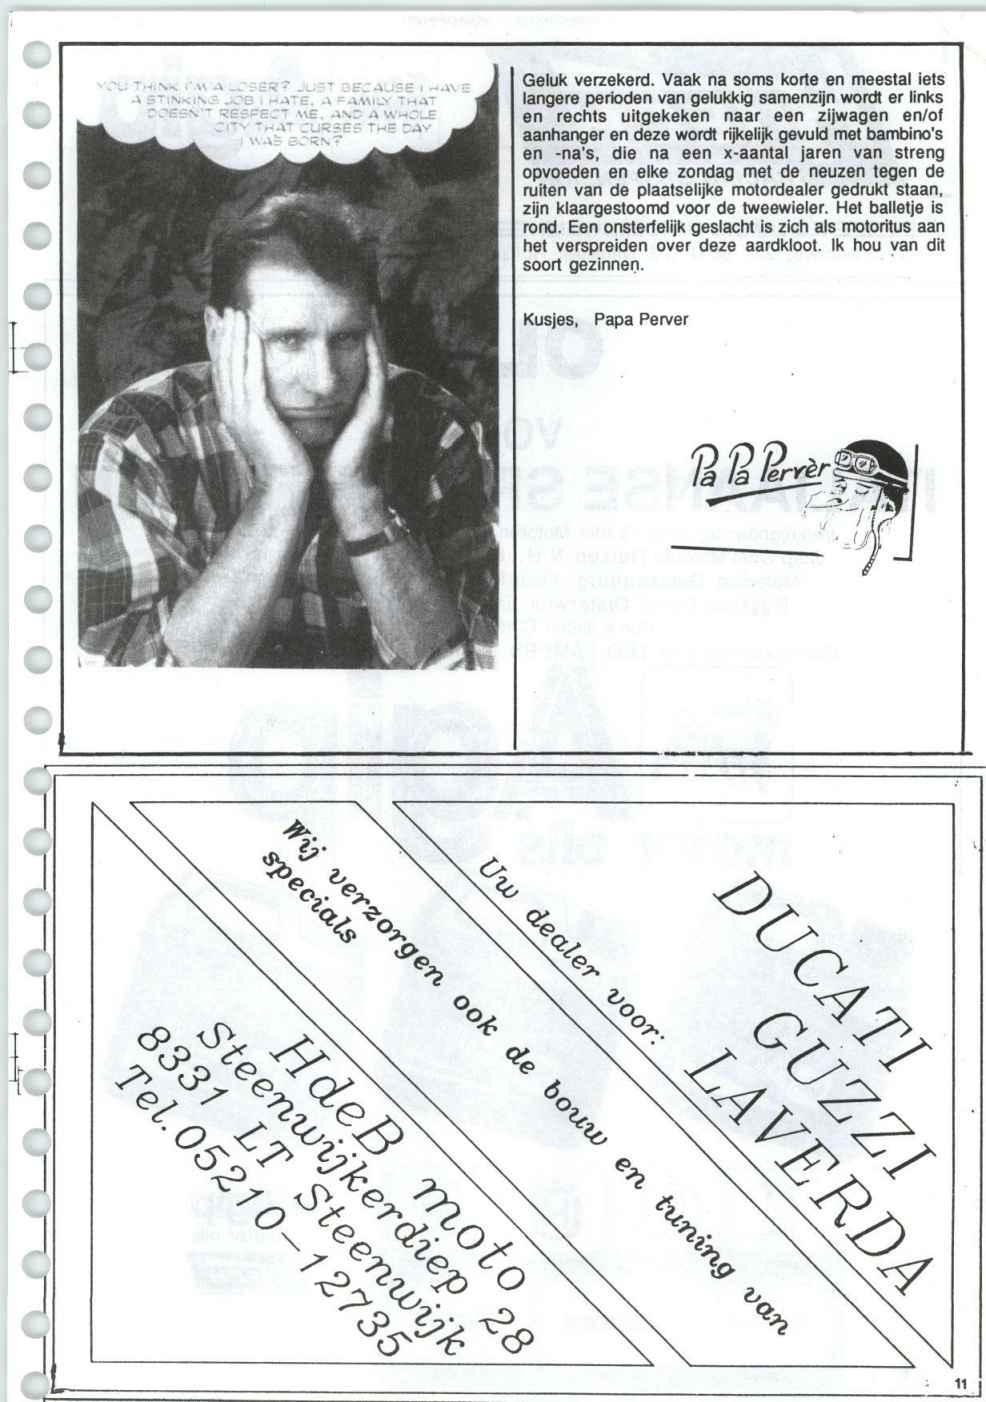 YOU THINK I'M A LOSER? JUST BECAUSE I HAVE
A STINKING JOB I HATE, A FAMILY THAT
DOESN'T RESPECT ME, AND A WHOLE
CITY THAT CURSES THE DAY
I WAS BORN?
Geluk verzekerd. Vaak na soms korte en meestal iets
langere perioden van gelukkig samenzijn wordt er links
en rechts uitgekeken naar een zijwagen en/of
aanhanger en deze wordt rijkelijk gevuld met bambino's
en -na's, die na een x-aantal jaren van streng
opvoeden en elke zondag met de neuzen tegen de
ruiten van de plaatselijke motordealer gedrukt staan,
zijn klaargestoomd voor de tweewieler. Het balletje is
rond. Een onsterfelijk geslacht is zich als motoritus aan
het verspreiden over deze aardkloot. Ik hou van dit
soort gezinnen.
Kusjes, Papa Perver
Pa Pa Pervèr
Uw dealer voor:
DUCATI
GUZZI
LAVERDA
Wij verzorgen ook de bouw en tuning van
specials
HdeB moto
Steenwijkerdiep 28
8331 LT Steenwijk
Tel. 05210-12735
11